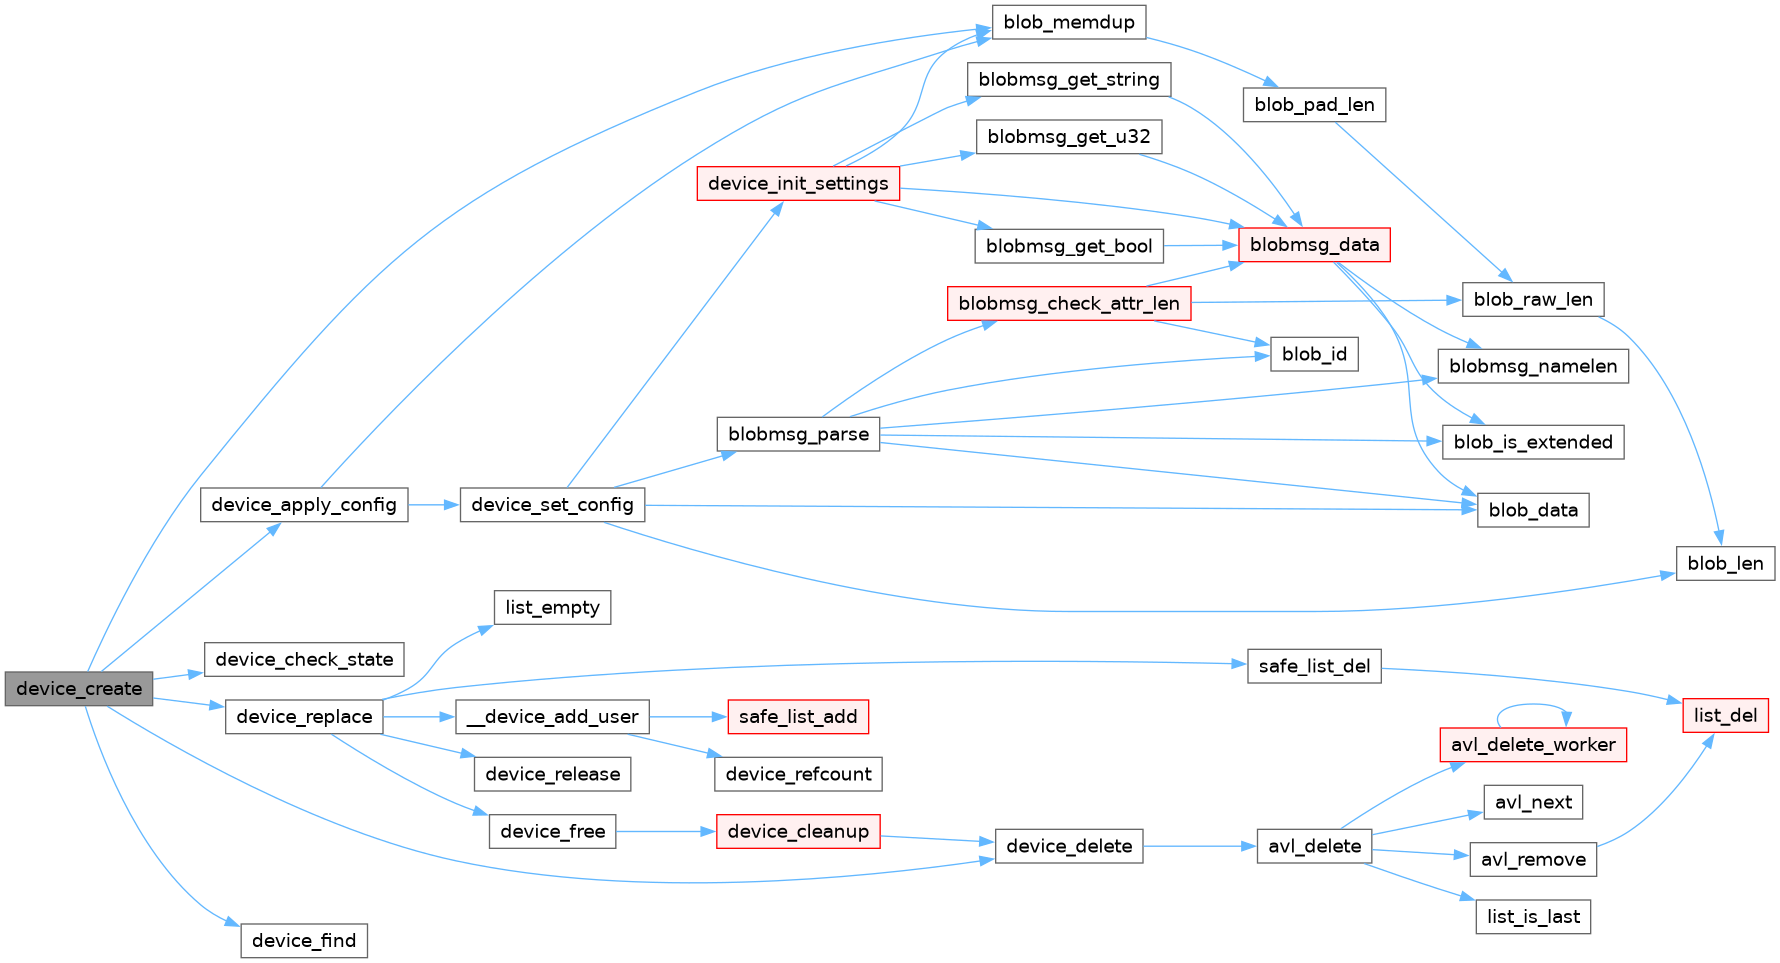 blob_memdup
blobmsg_get_string
blob_pad_len
blobmsg_get_u32
device_init_settings
blobmsg_get_bool
blobmsg_data
blobmsg_check_attr_len
blob_raw_len
blob_id
blobmsg_namelen
blobmsg_parse
blob_is_extended
device_apply_config
device_set_config
blob_data
blob_len
list_empty
device_check_state
safe_list_del
device_create
device_replace
__device_add_user
safe_list_add
list_del
avl_delete_worker
device_release
device_refcount
avl_next
device_free
device_cleanup
device_delete
avl_delete
avl_remove
list_is_last
device_find